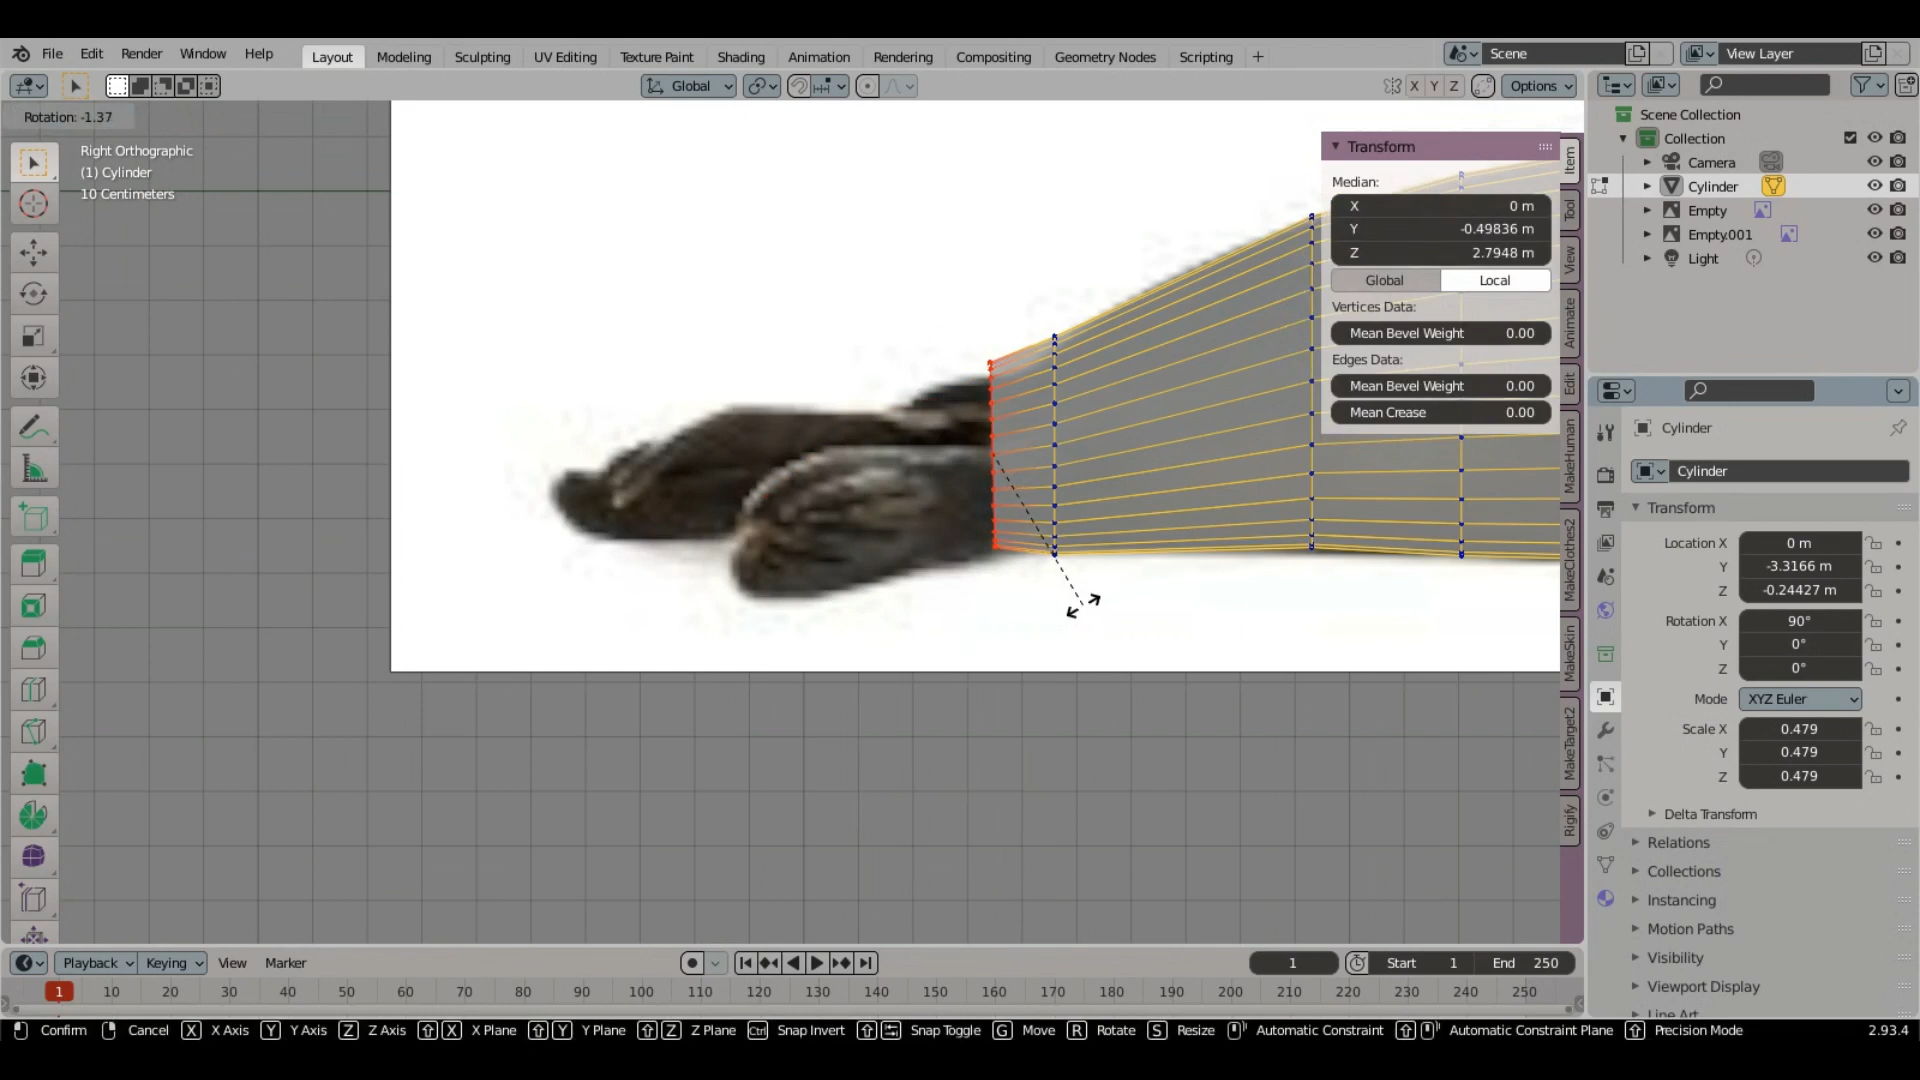 File Edit Render Window Help Layout Modeling Sculpting UV Editing Texture Paint Shading Animation Rendering Compositing Geometry Nodes Scripting + Scene View Layer
Global X Y Z Options
Rotation: -1.37
Right Orthographic
(1) Cylinder
10 Centimeters
Transform
Median:
X 0 m
Y -0.49836 m
Z 2.7948 m
Global Local
Vertices Data:
Mean Bevel Weight 0.00
Edges Data:
Mean Bevel Weight 0.00
Mean Crease 0.00
Item
Tool
View
Animate
Edit
MakeHuman
MakeClothes2
MakeSkin
MakeTarget2
Rigify
Scene Collection
Collection
Camera
Cylinder
Empty
Empty.001
Light
Cylinder
Cylinder
Transform
Location X 0 m
Y -3.3166 m
Z -0.24427 m
Rotation X 90°
Y 0°
Z 0°
Mode XYZ Euler
Scale X 0.479
Y 0.479
Z 0.479
Delta Transform
Relations
Collections
Instancing
Motion Paths
Visibility
Viewport Display
Line Art
Playback Keying View Marker 1 Start 1 End 250
1 10 20 30 40 50 60 70 80 90 100 110 120 130 140 150 160 170 180 190 200 210 220 230 240 250
Confirm Cancel X X Axis Y Y Axis Z Z Axis X X Plane Y Y Plane Z Z Plane Ctrl Snap Invert Snap Toggle G Move R Rotate S Resize Automatic Constraint Automatic Constraint Plane Precision Mode 2.93.4